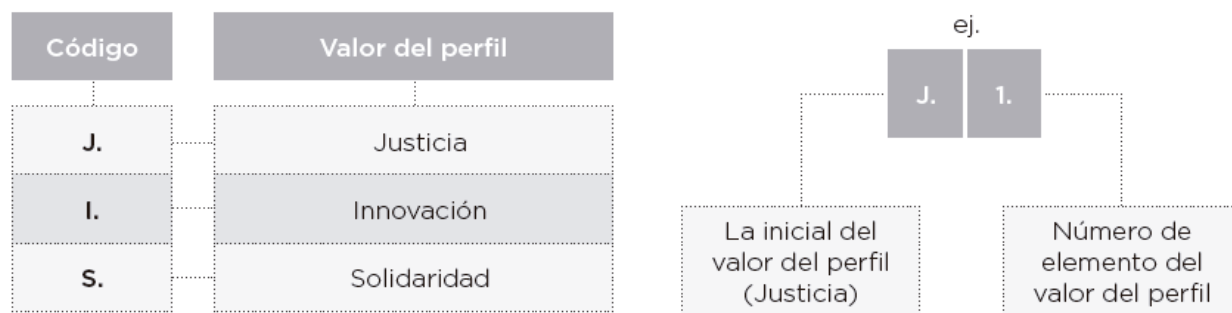 Código
Valor del perfil
J.
Justicia
I.
Innovación
S.
Solidaridad
ej.
J.
1.
La inicial del
valor del perfil
(Justicia)
Número de
elemento del
valor del perfil